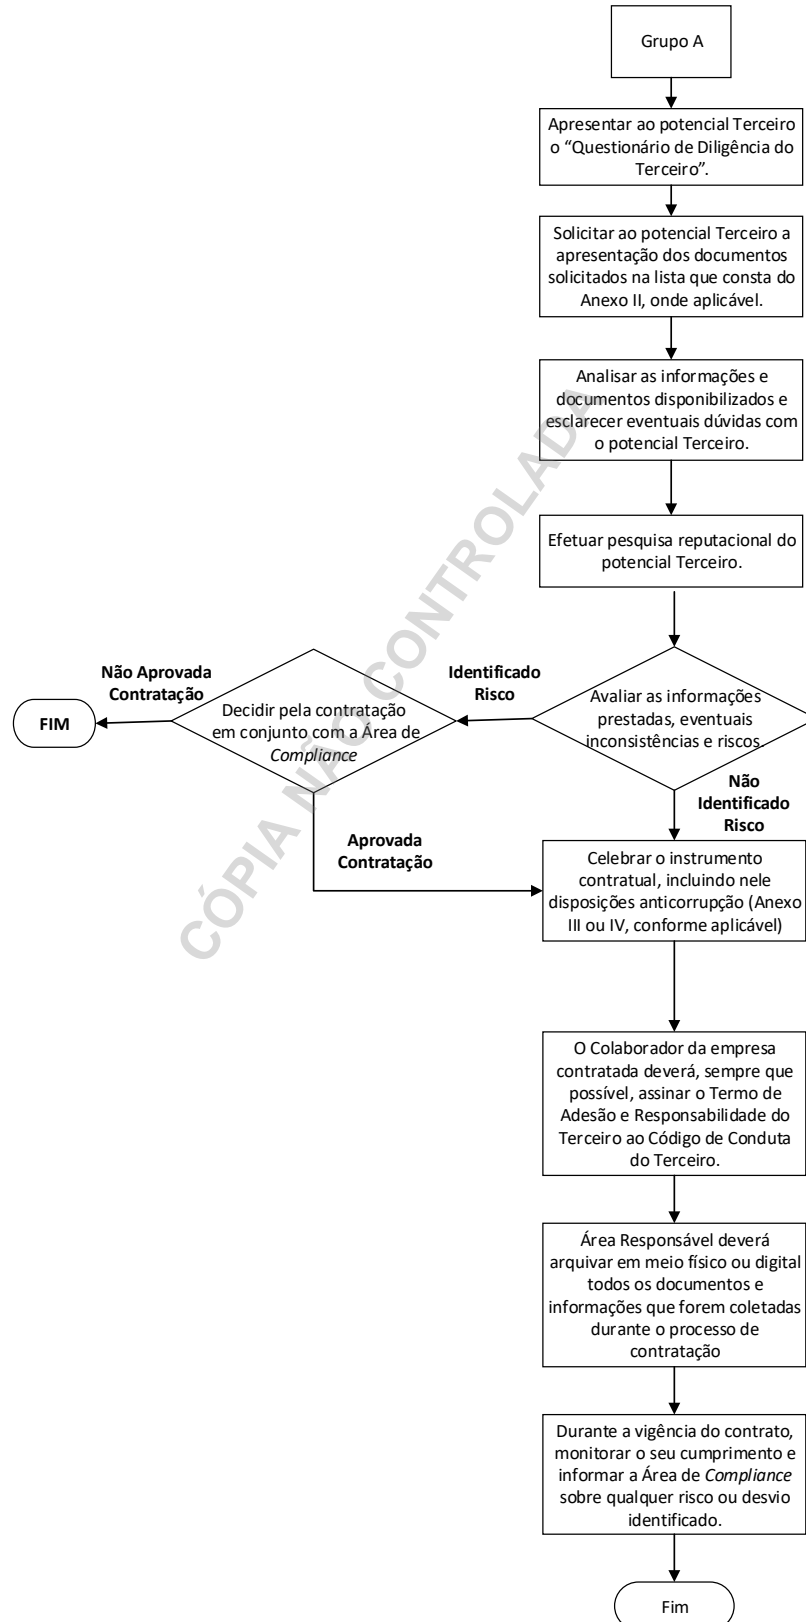 Grupo A
Apresentar ao potencial Terceiro
o “Questionário de Diligência do
Terceiro”.
Solicitar ao potencial Terceiro a
apresentação dos documentos
solicitados na lista que consta do
Anexo II, onde aplicável.
Analisar as informações e
documentos disponibilizados e
esclarecer eventuais dúvidas com
o potencial Terceiro.
Efetuar pesquisa reputacional do
potencial Terceiro.
Avaliar as informações
prestadas, eventuais
inconsistências e riscos.
Identificado
Risco
Decidir pela contratação
em conjunto com a Área de
Compliance
Não Aprovada
Contratação
FIM
Não
Identificado
Risco
Aprovada
Contratação
Celebrar o instrumento
contratual, incluindo nele
disposições anticorrupção (Anexo
III ou IV, conforme aplicável)
O Colaborador da empresa
contratada deverá, sempre que
possível, assinar o Termo de
Adesão e Responsabilidade do
Terceiro ao Código de Conduta
do Terceiro.
Área Responsável deverá
arquivar em meio físico ou digital
todos os documentos e
informações que forem coletadas
durante o processo de
contratação
Durante a vigência do contrato,
monitorar o seu cumprimento e
informar a Área de Compliance
sobre qualquer risco ou desvio
identificado.
Fim
CÓPIA NÃO CONTROLADA